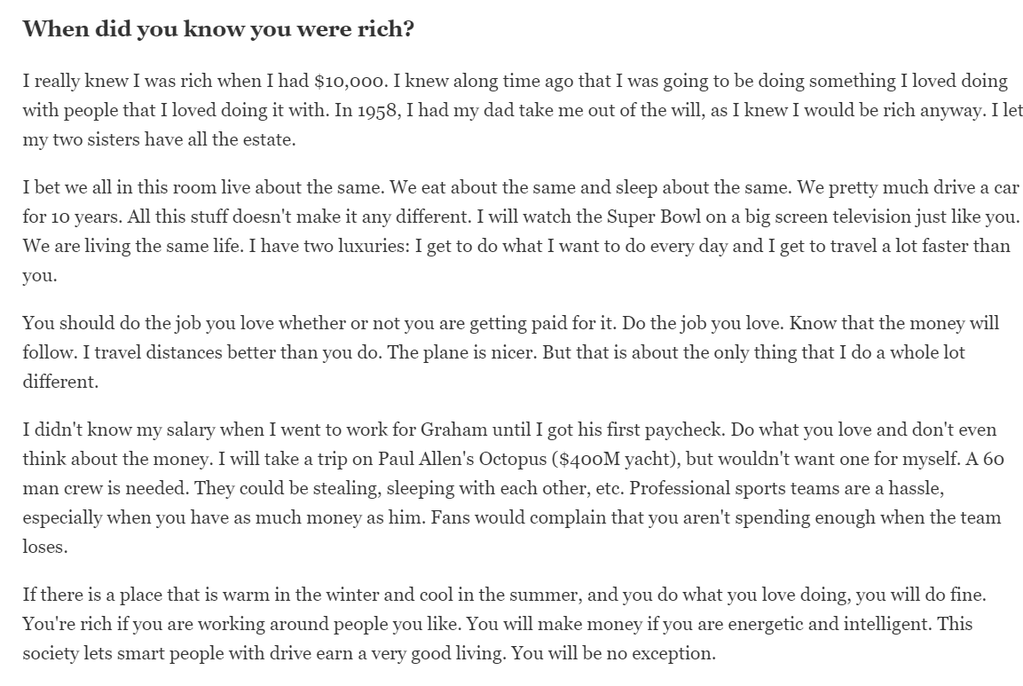 When did you know you were rich?
I really knew I was rich when I had $10,000. I knew along time ago that I was going to be doing something I loved doing
with people that I loved doing it with. In 1958, I had my dad take me out of the will, as I knew I would be rich anyway. I let
my two sisters have all the estate.
I bet we all in this room live about the same. We eat about the same and sleep about the same. We pretty much drive a car
for 10 years. All this stuff doesn't make it any different. I will watch the Super Bowl on a big screen television just like you.
We are living the same life. I have two luxuries: I get to do what I want to do every day and I get to travel a lot faster than
you.
You should do the job you love whether or not you are getting paid for it. Do the job you love. Know that the money will
follow. I travel distances better than you do. The plane is nicer. But that is about the only thing that I do a whole lot
different.
I didn't know my salary when I went to work for Graham until I got his first paycheck. Do what you love and don't even
think about the money. I will take a trip on Paul Allen's Octopus ($400M yacht), but wouldn't want one for myself. A 60
man crew is needed. They could be stealing, sleeping with each other, etc. Professional sports teams are a hassle,
especially when you have as much money as him. Fans would complain that you aren't spending enough when the team
loses.
If there is a place that is warm in the winter and cool in the summer, and you do what you love doing, you will do fine.
You're rich if you are working around people you like. You will make money if you are energetic and intelligent. This
society lets smart people with drive earn a very good living. You will be no exception.